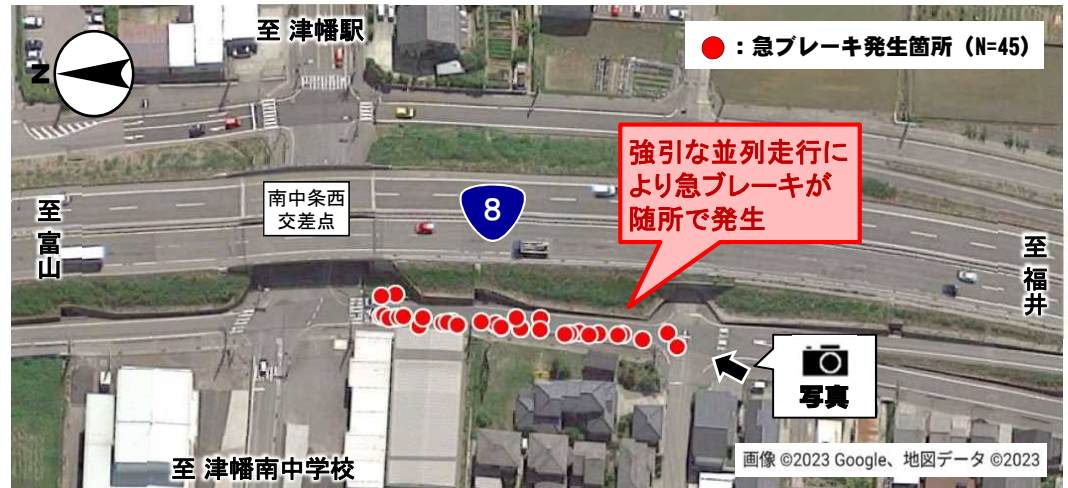 至 津幡駅
●：急ブレーキ発生箇所（N=45）
N
強引な並列走行に
より急ブレーキが
随所で発生
南中条西
交差点
8
至
富山
至
福井
写真
至 津幡南中学校
画像 ©2023 Google、地図データ ©2023